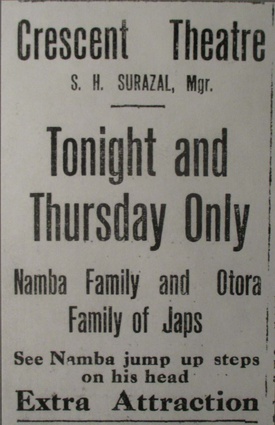 Crescent Theatre
S. H. SURAZAL, Mgr.
Tonight and
Thursday Only
Namba Family and Otora
Family of Japs
See Namba jump up steps
on his head
Extra Attraction